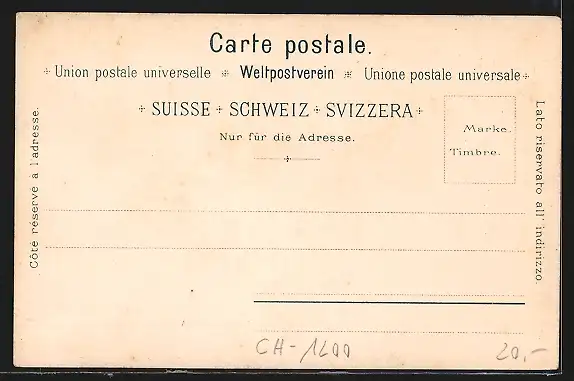 Carte postale.
Union postale universelle * Weltpostverein * Unione postale universale
SUISSE + SCHWEIZ + SVIZZERA
Nur für die Adresse.
Marke.
Timbre.
Côté réservé à l'adresse.
Lato riservato all' indirizzo.
CH-1200
20,-